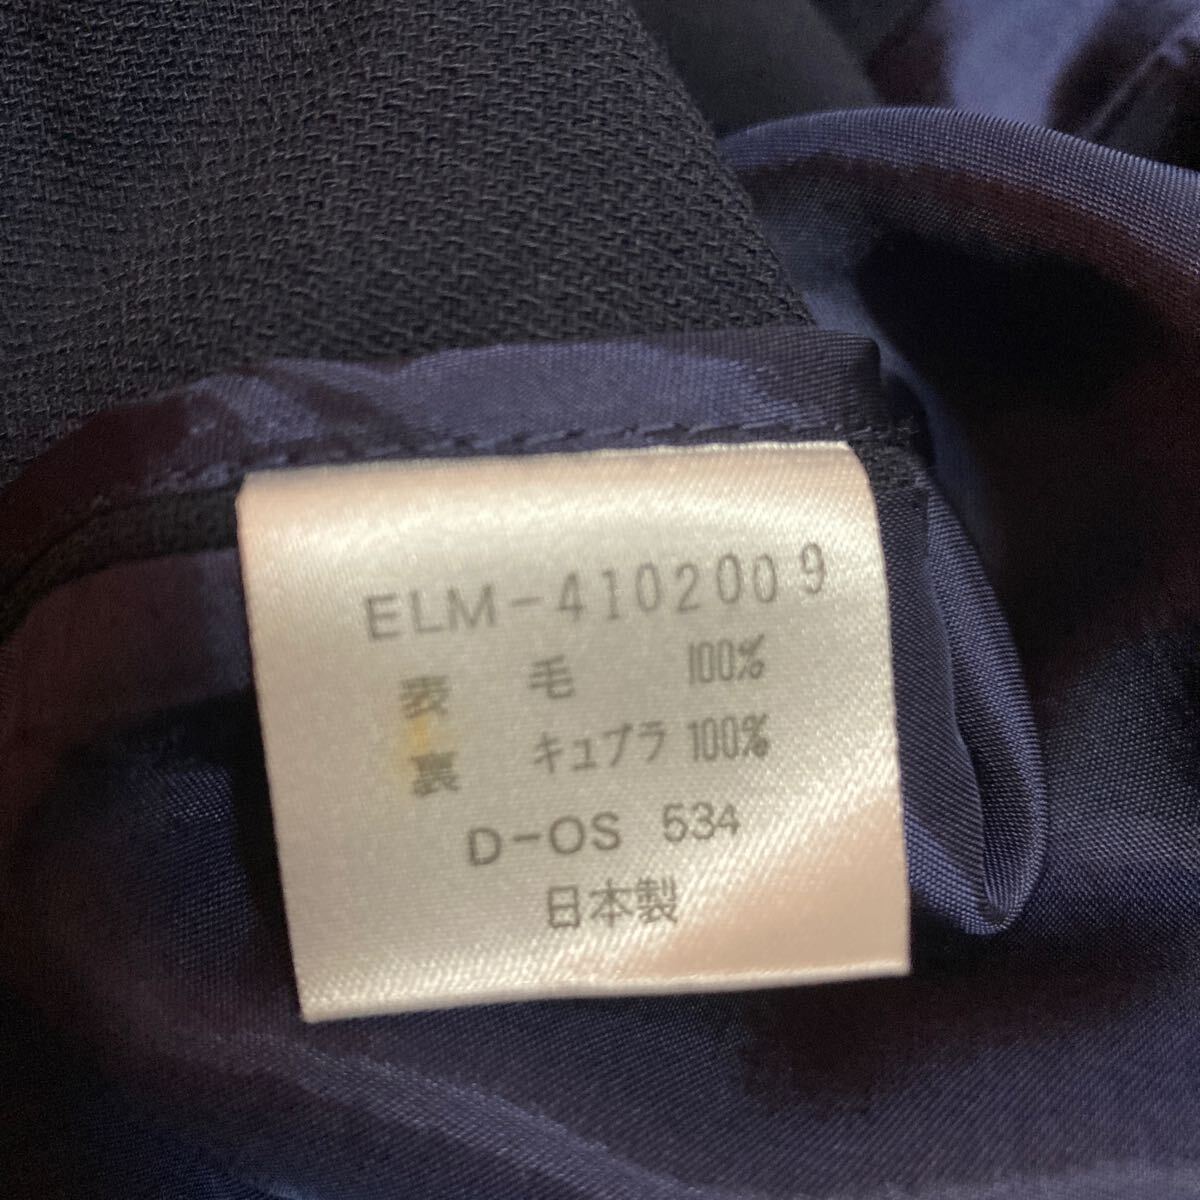 ELM-4102009
表 毛 100%
裏 キュプラ 100%
D-OS 534
日本製